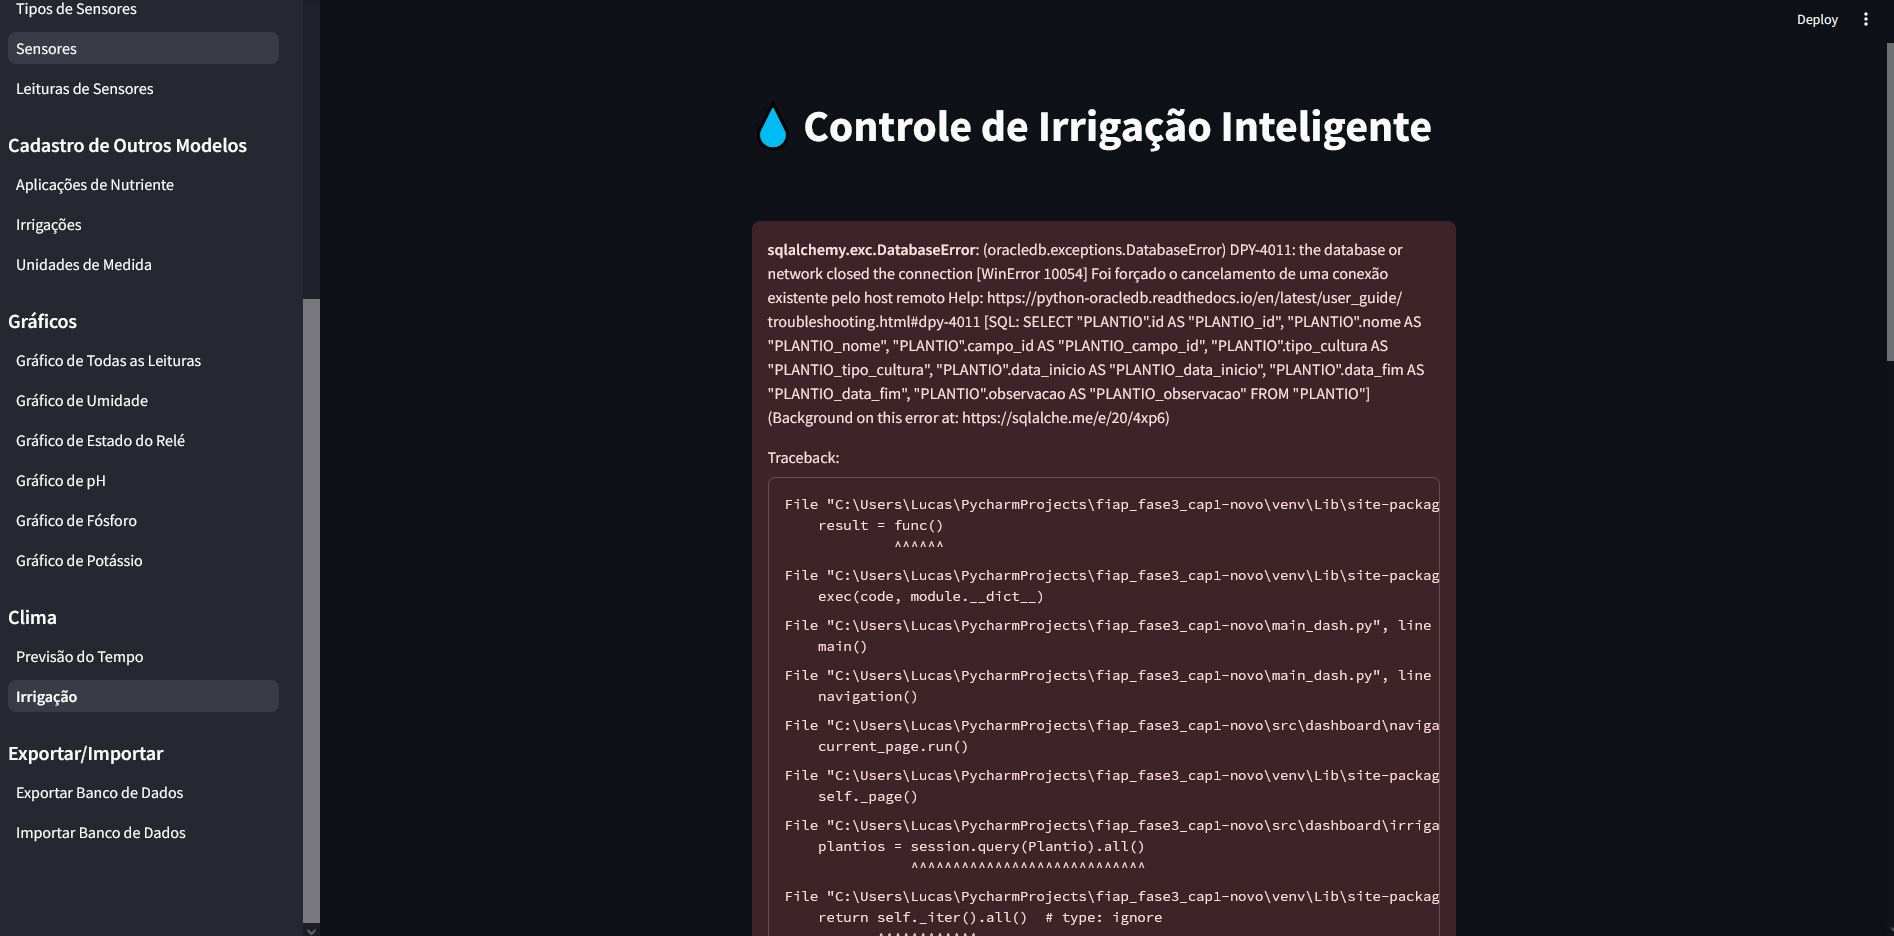 Tipos de Sensores
Sensores
Leituras de Sensores
Cadastro de Outros Modelos
Aplicações de Nutriente
Irrigações
Unidades de Medida
Gráficos
Gráfico de Todas as Leituras
Gráfico de Umidade
Gráfico de Estado do Relé
Gráfico de pH
Gráfico de Fósforo
Gráfico de Potássio
Clima
Previsão do Tempo
Irrigação
Exportar/Importar
Exportar Banco de Dados
Importar Banco de Dados
Deploy
Controle de Irrigação Inteligente
sqlalchemy.exc.DatabaseError: (oracledb.exceptions.DatabaseError) DPY-4011: the database or
network closed the connection [WinError 10054] Foi forçado o cancelamento de uma conexão
existente pelo host remoto Help: https://python-oracledb.readthedocs.io/en/latest/user_guide/
troubleshooting.html#dpy-4011 [SQL: SELECT "PLANTIO".id AS "PLANTIO_id", "PLANTIO".nome AS
"PLANTIO_nome", "PLANTIO".campo_id AS "PLANTIO_campo_id", "PLANTIO".tipo_cultura AS
"PLANTIO_tipo_cultura", "PLANTIO".data_inicio AS "PLANTIO_data_inicio", "PLANTIO".data_fim AS
"PLANTIO_data_fim", "PLANTIO".observacao AS "PLANTIO_observacao" FROM "PLANTIO"]
(Background on this error at: https://sqlalche.me/e/20/4xp6)
Traceback:
File "C:\Users\Lucas\PycharmProjects\fiap_fase3_cap1-novo\venv\Lib\site-packag
result = func()
^^^^^^
File "C:\Users\Lucas\PycharmProjects\fiap_fase3_cap1-novo\venv\Lib\site-packag
exec(code, module.__dict__)
File "C:\Users\Lucas\PycharmProjects\fiap_fase3_cap1-novo\main_dash.py", line
main()
File "C:\Users\Lucas\PycharmProjects\fiap_fase3_cap1-novo\main_dash.py", line
navigation()
File "C:\Users\Lucas\PycharmProjects\fiap_fase3_cap1-novo\src\dashboard\naviga
current_page.run()
File "C:\Users\Lucas\PycharmProjects\fiap_fase3_cap1-novo\venv\Lib\site-packag
self._page()
File "C:\Users\Lucas\PycharmProjects\fiap_fase3_cap1-novo\src\dashboard\irriga
plantios = session.query(Plantio).all()
^^^^^^^^^^^^^^^^^^^^^^^^^^^^
File "C:\Users\Lucas\PycharmProjects\fiap_fase3_cap1-novo\venv\Lib\site-packag
return self._iter().all()  # type: ignore
^^^^^^^^^^^^